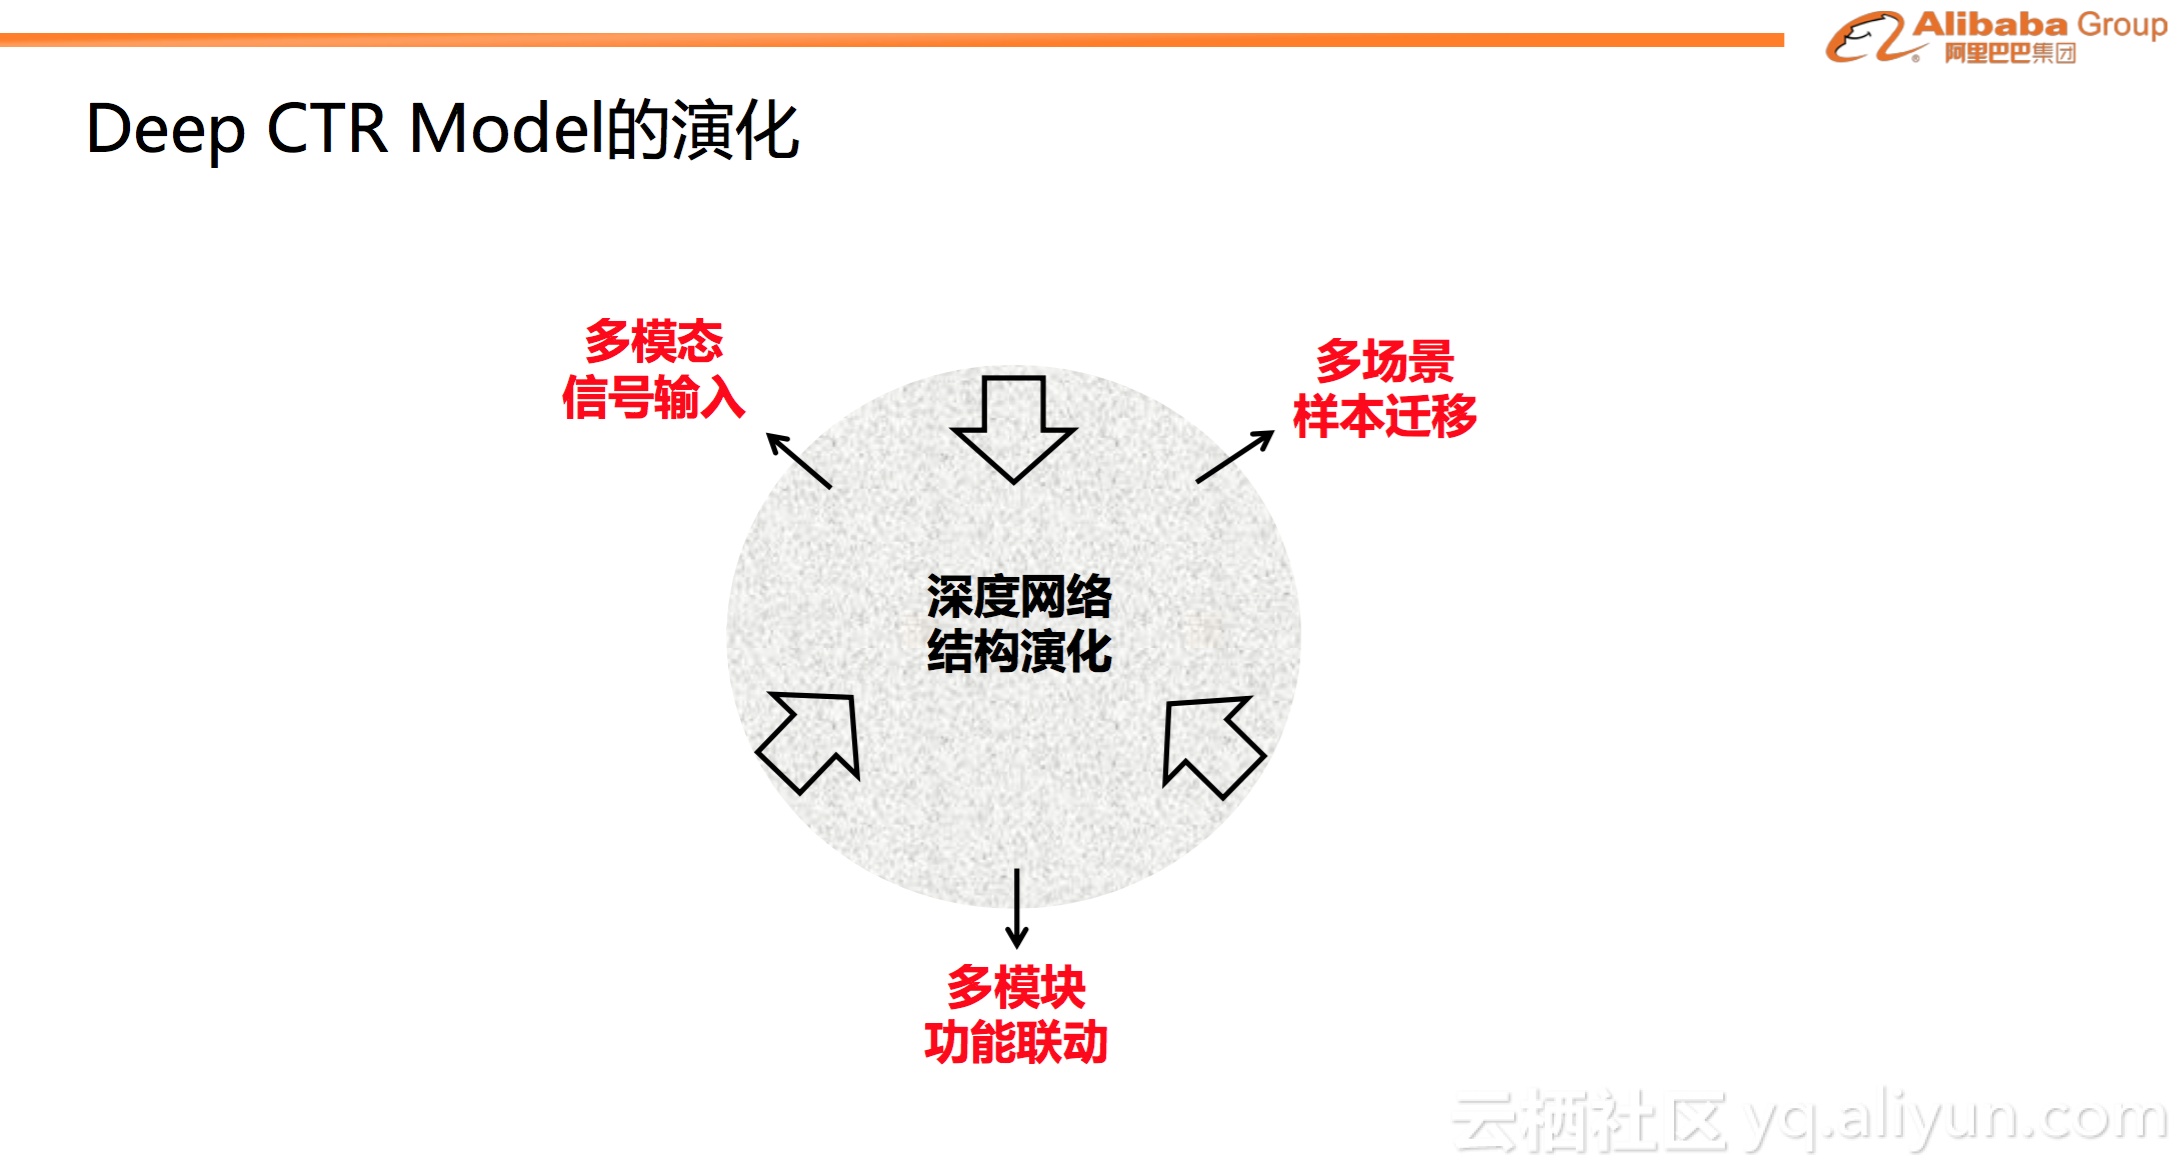 Alibaba Group
阿里巴巴集团
Deep CTR Model的演化
多模态
信号输入
多场景
样本迁移
深度网络
结构演化
多模块
功能联动
云栖社区 yq.aliyun.com